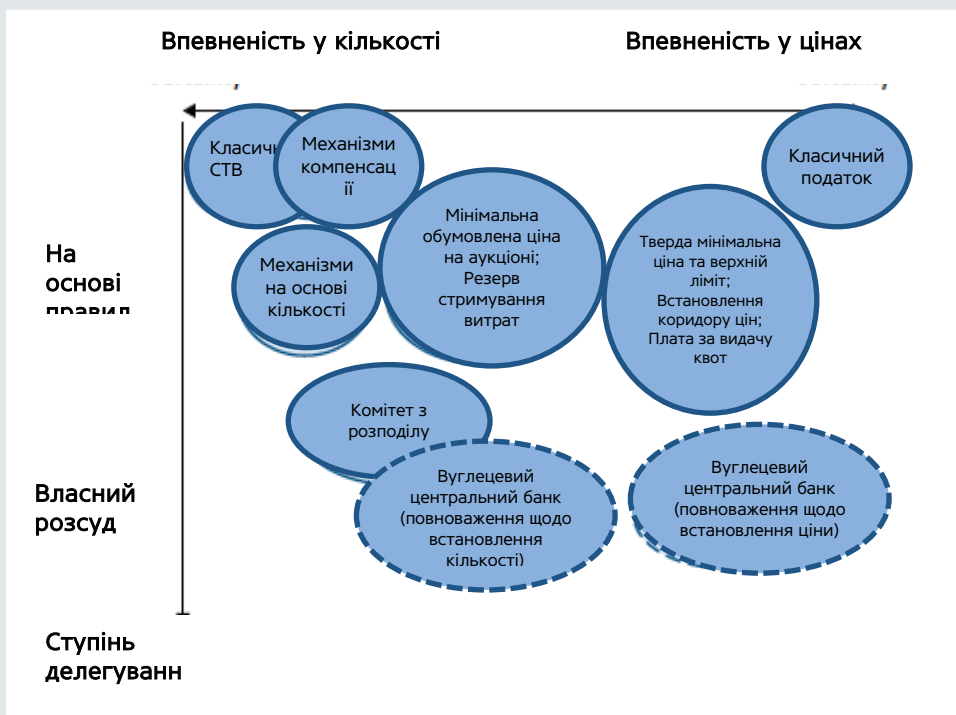 Впевненість у кількості
Впевненість у цінах
Класичн
СТВ
Механізми
компенсац
ії
Класичний
податок
Мінімальна
обумовлена ціна
на аукціоні;
Резерв
стримування
витрат
Тверда мінімальна
ціна та верхній
ліміт;
Встановлення
коридору цін;
Плата за видачу
квот
На
основі
правил
Механізми
на основі
кількості
Комітет з
розподілу
Вуглецевий
центральний банк
(повноваження щодо
встановлення
кількості)
Вуглецевий
центральний банк
(повноваження щодо
встановлення ціни)
Власний
розсуд
Ступінь
делегуванн